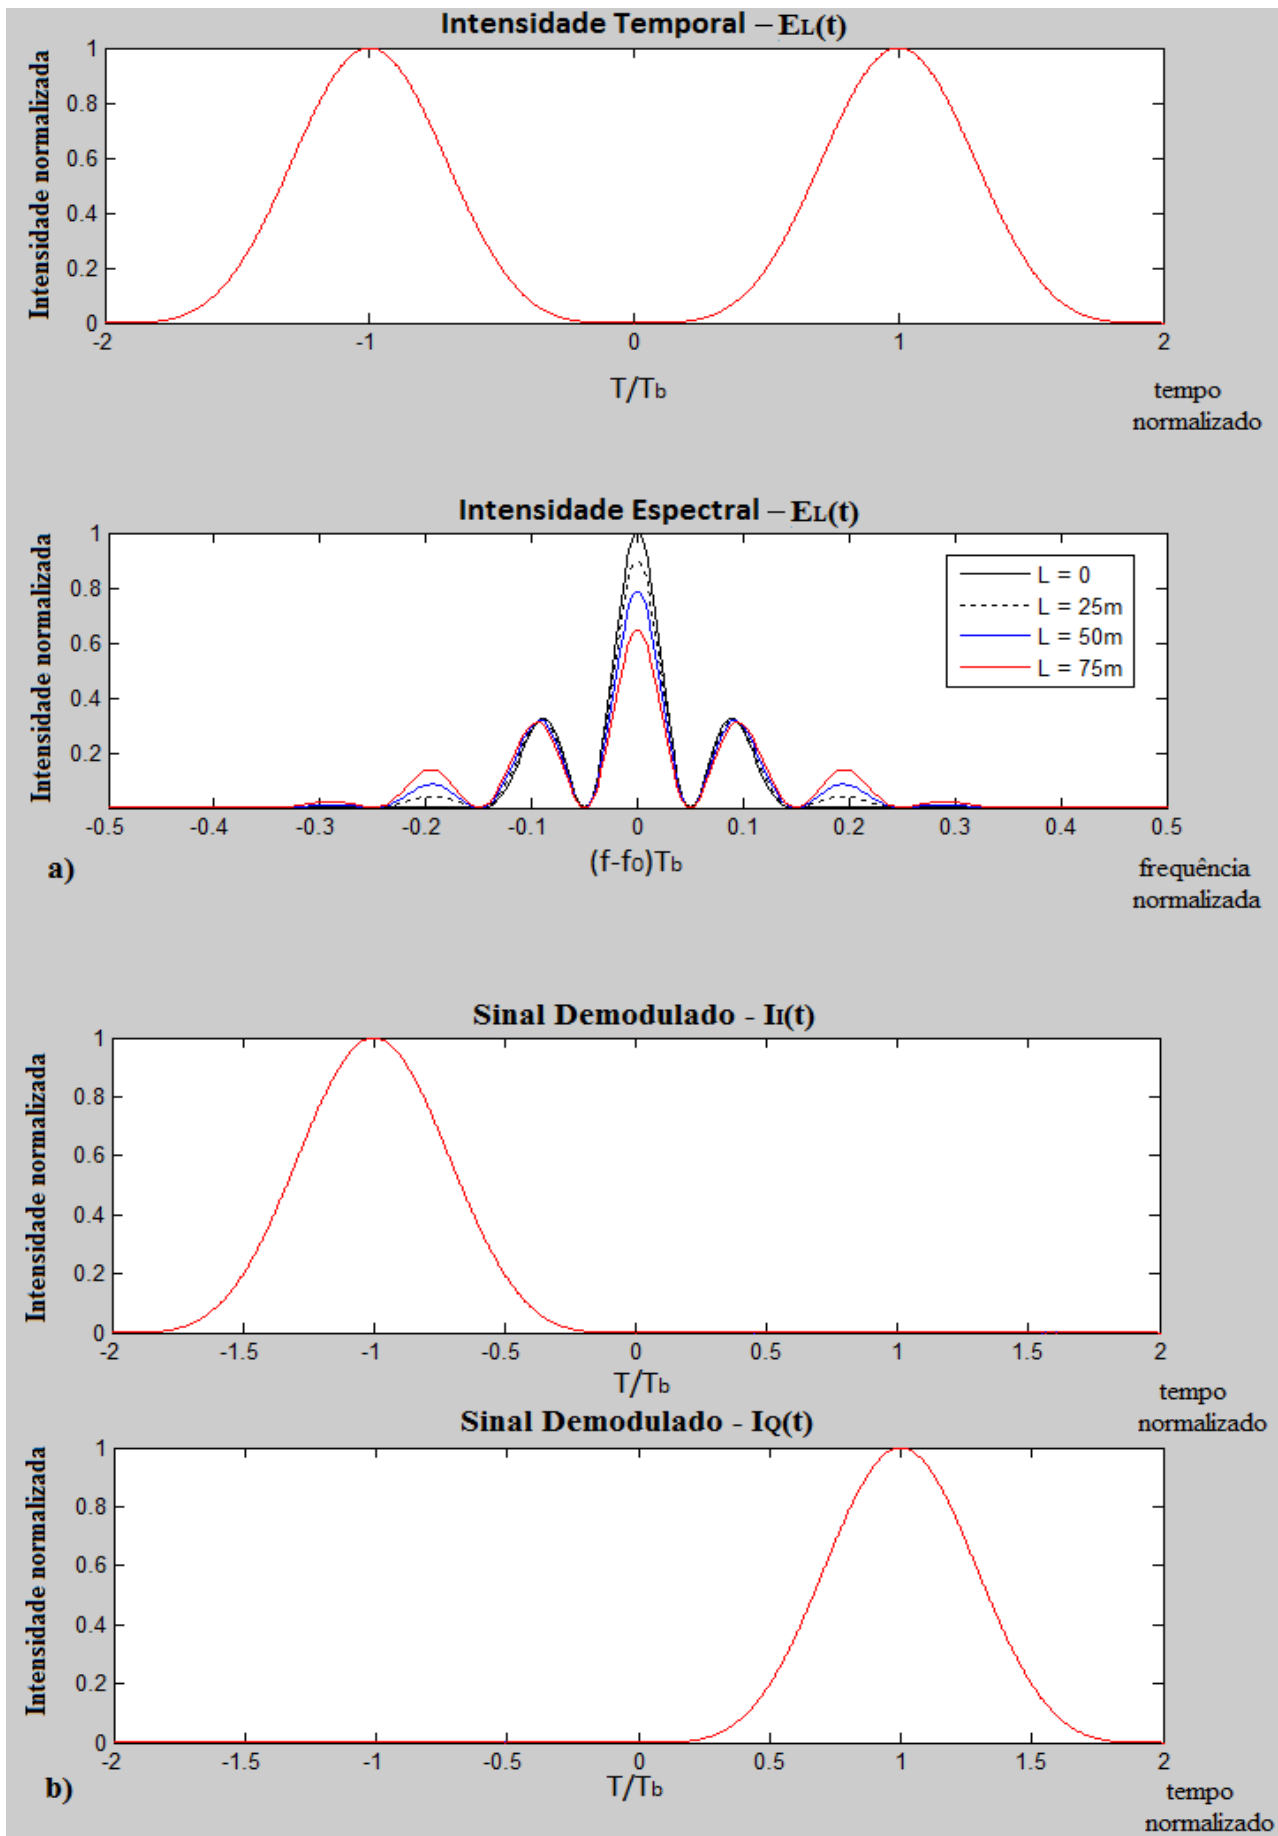 Intensidade Temporal – EL(t)
Intensidade normalizada
1
0.8
0.6
0.4
0.2
0
-2 -1 0 1 2
T/Tb
tempo
normalizado
Intensidade Espectral – EL(t)
Intensidade normalizada
1
0.8
0.6
0.4
0.2
L = 0
L = 25m
L = 50m
L = 75m
-0.5 -0.4 -0.3 -0.2 -0.1 0 0.1 0.2 0.3 0.4 0.5
(f-f0)Tb
frequência
normalizada
a)
Sinal Demodulado - II(t)
Intensidade normalizada
1
0.8
0.6
0.4
0.2
0
-2 -1.5 -1 -0.5 0 0.5 1 1.5 2
T/Tb
tempo
normalizado
Sinal Demodulado - IQ(t)
Intensidade normalizada
1
0.8
0.6
0.4
0.2
0
-2 -1.5 -1 -0.5 0 0.5 1 1.5 2
T/Tb
tempo
normalizado
b)